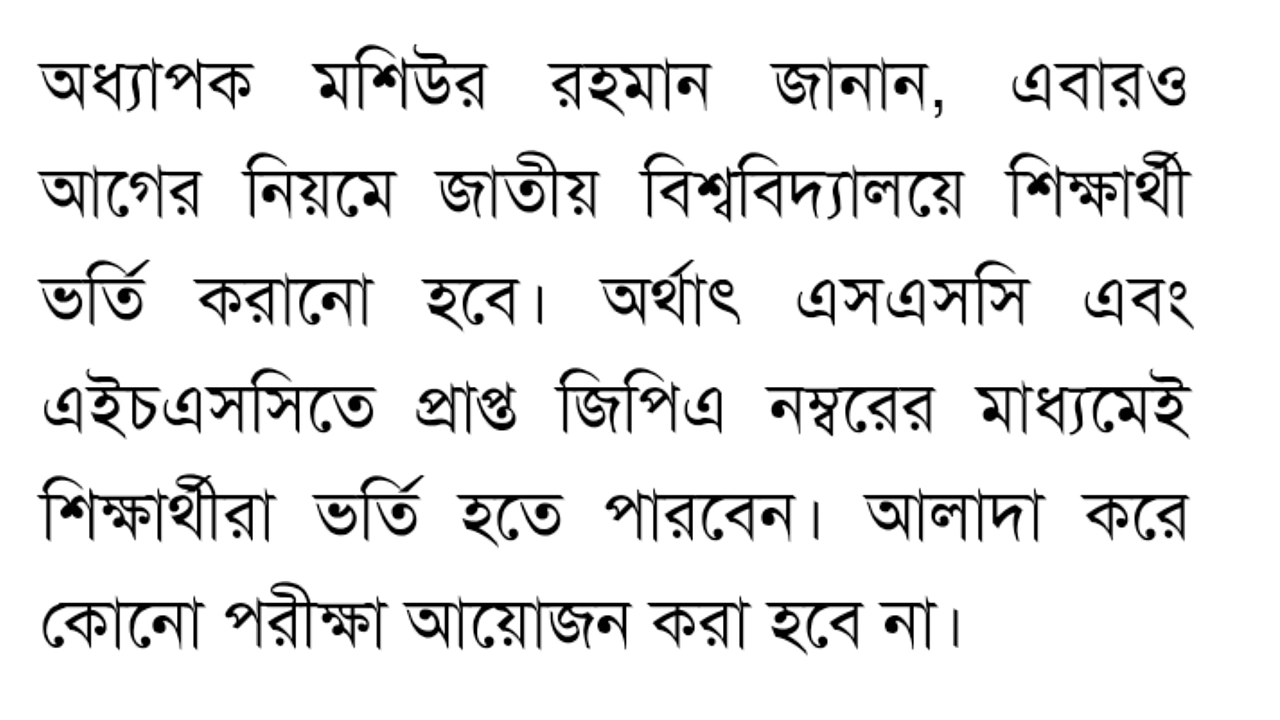 অধ্যাপক মশিউর রহমান জানান, এবারও
আগের নিয়মে জাতীয় বিশ্ববিদ্যালয়ে শিক্ষার্থী
ভর্তি করানো হবে। অর্থাৎ এসএসসি এবং
এইচএসসিতে প্রাপ্ত জিপিএ নম্বরের মাধ্যমেই
শিক্ষার্থীরা ভর্তি হতে পারবেন। আলাদা করে
কোনো পরীক্ষা আয়োজন করা হবে না।